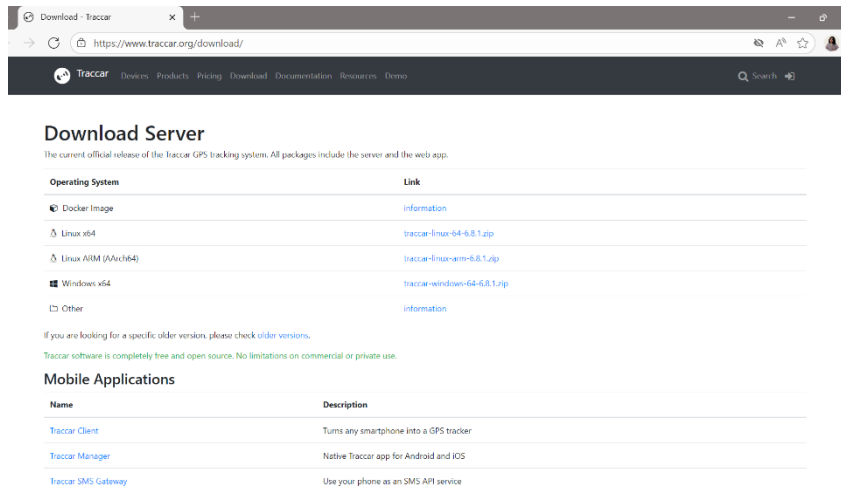 Download - Traccar
https://www.traccar.org/download/
Traccar Devices Products Pricing Download Documentation Resources Demo Search
Download Server
The current official release of the Traccar GPS tracking system. All packages include the server and the web app.
Operating System Link
Docker Image information
Linux x64 traccar-linux-64-6.8.1.zip
Linux ARM (AArch64) traccar-linux-arm-6.8.1.zip
Windows x64 traccar-windows-64-6.8.1.zip
Other information
If you are looking for a specific older version, please check older versions.
Traccar software is completely free and open source. No limitations on commercial or private use.
Mobile Applications
Name Description
Traccar Client Turns any smartphone into a GPS tracker
Traccar Manager Native Traccar app for Android and iOS
Traccar SMS Gateway Use your phone as an SMS API service